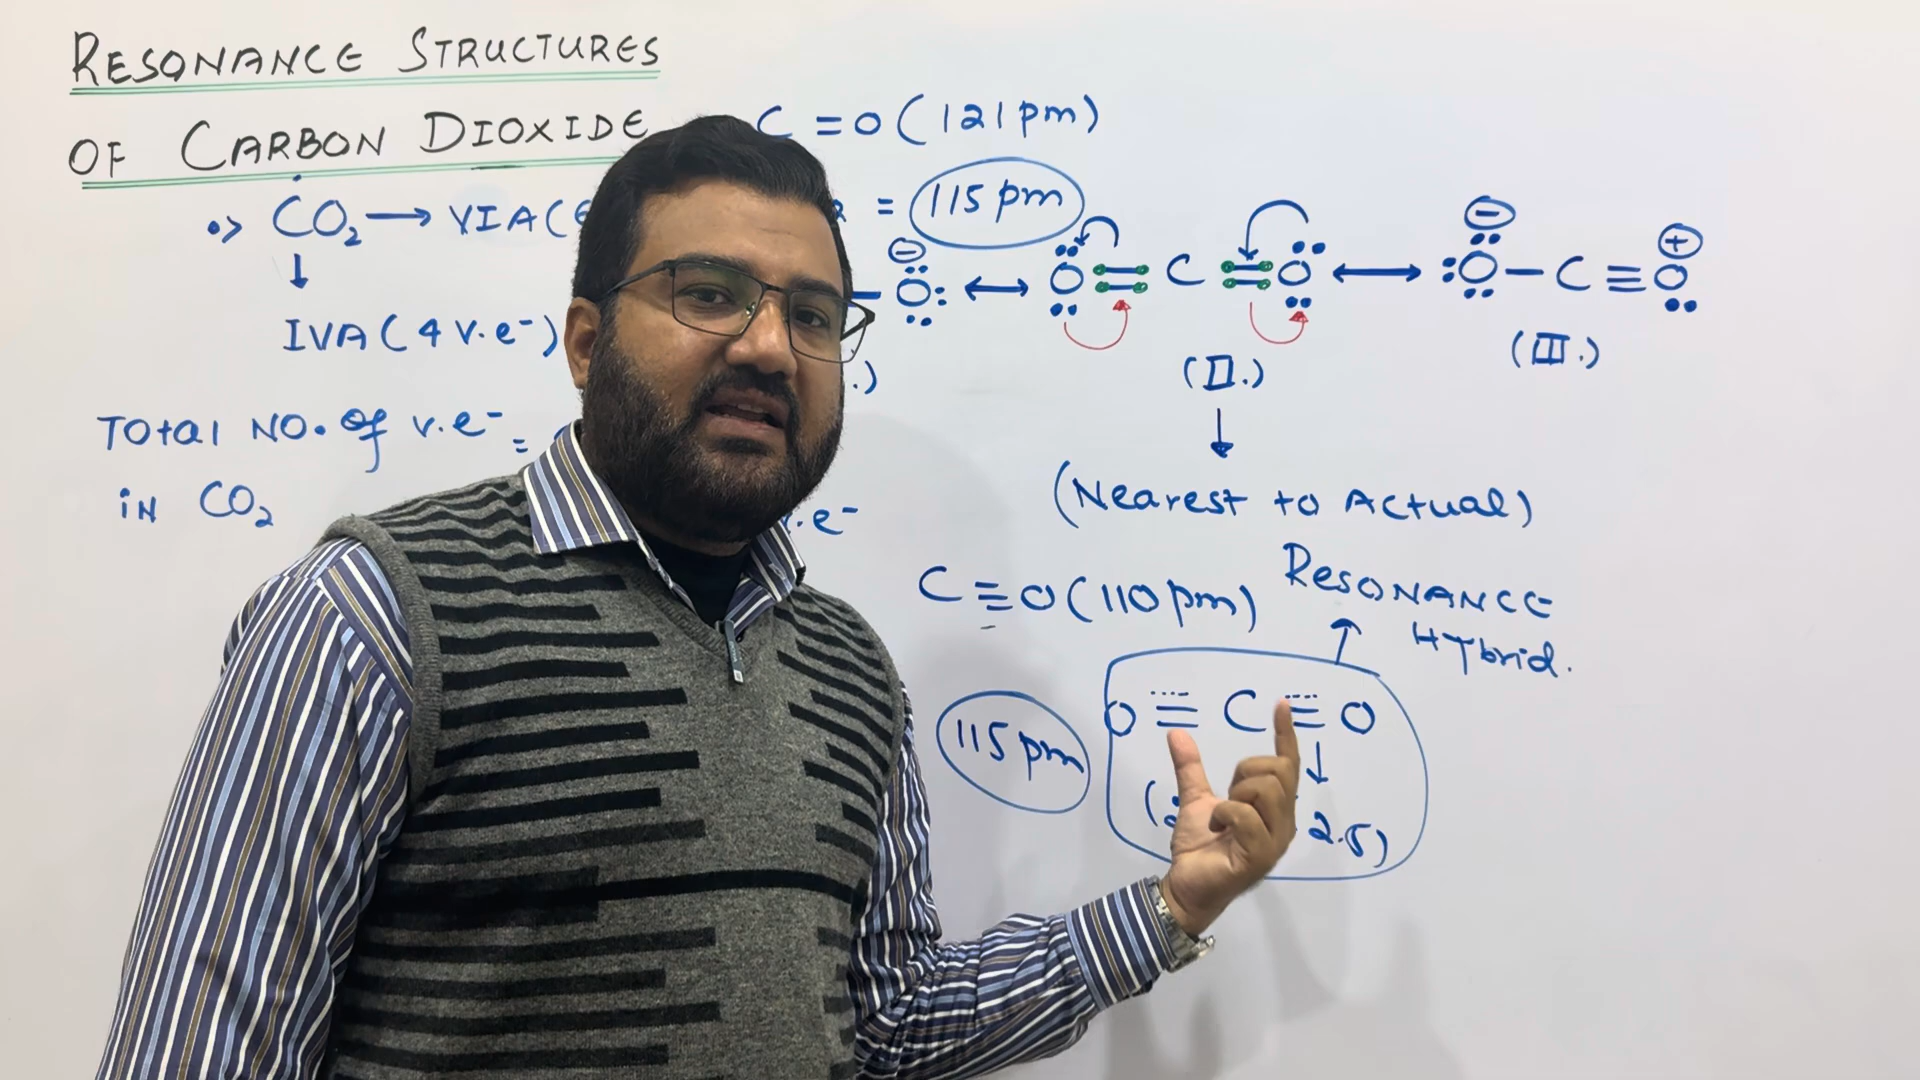 RESONANCE STRUCTURES
OF CARBON DIOXIDE
C = O (121 pm)
CO₂ → VIA (
= 115 pm
↓
IVA (4 v.e⁻)
⊖
– :Ö: ↔ :Ö = C = Ö: ↔ :Ö – C ≡ O:
⊖ ⊕
(II.)
(III.)
↓
(Nearest to Actual)
Total No. of v.e⁻ =
in CO₂
v.e⁻
C ≡ O (110 pm)
RESONANCE
Hybrid.
O ≡ C ≡ O
115 pm
2.5)